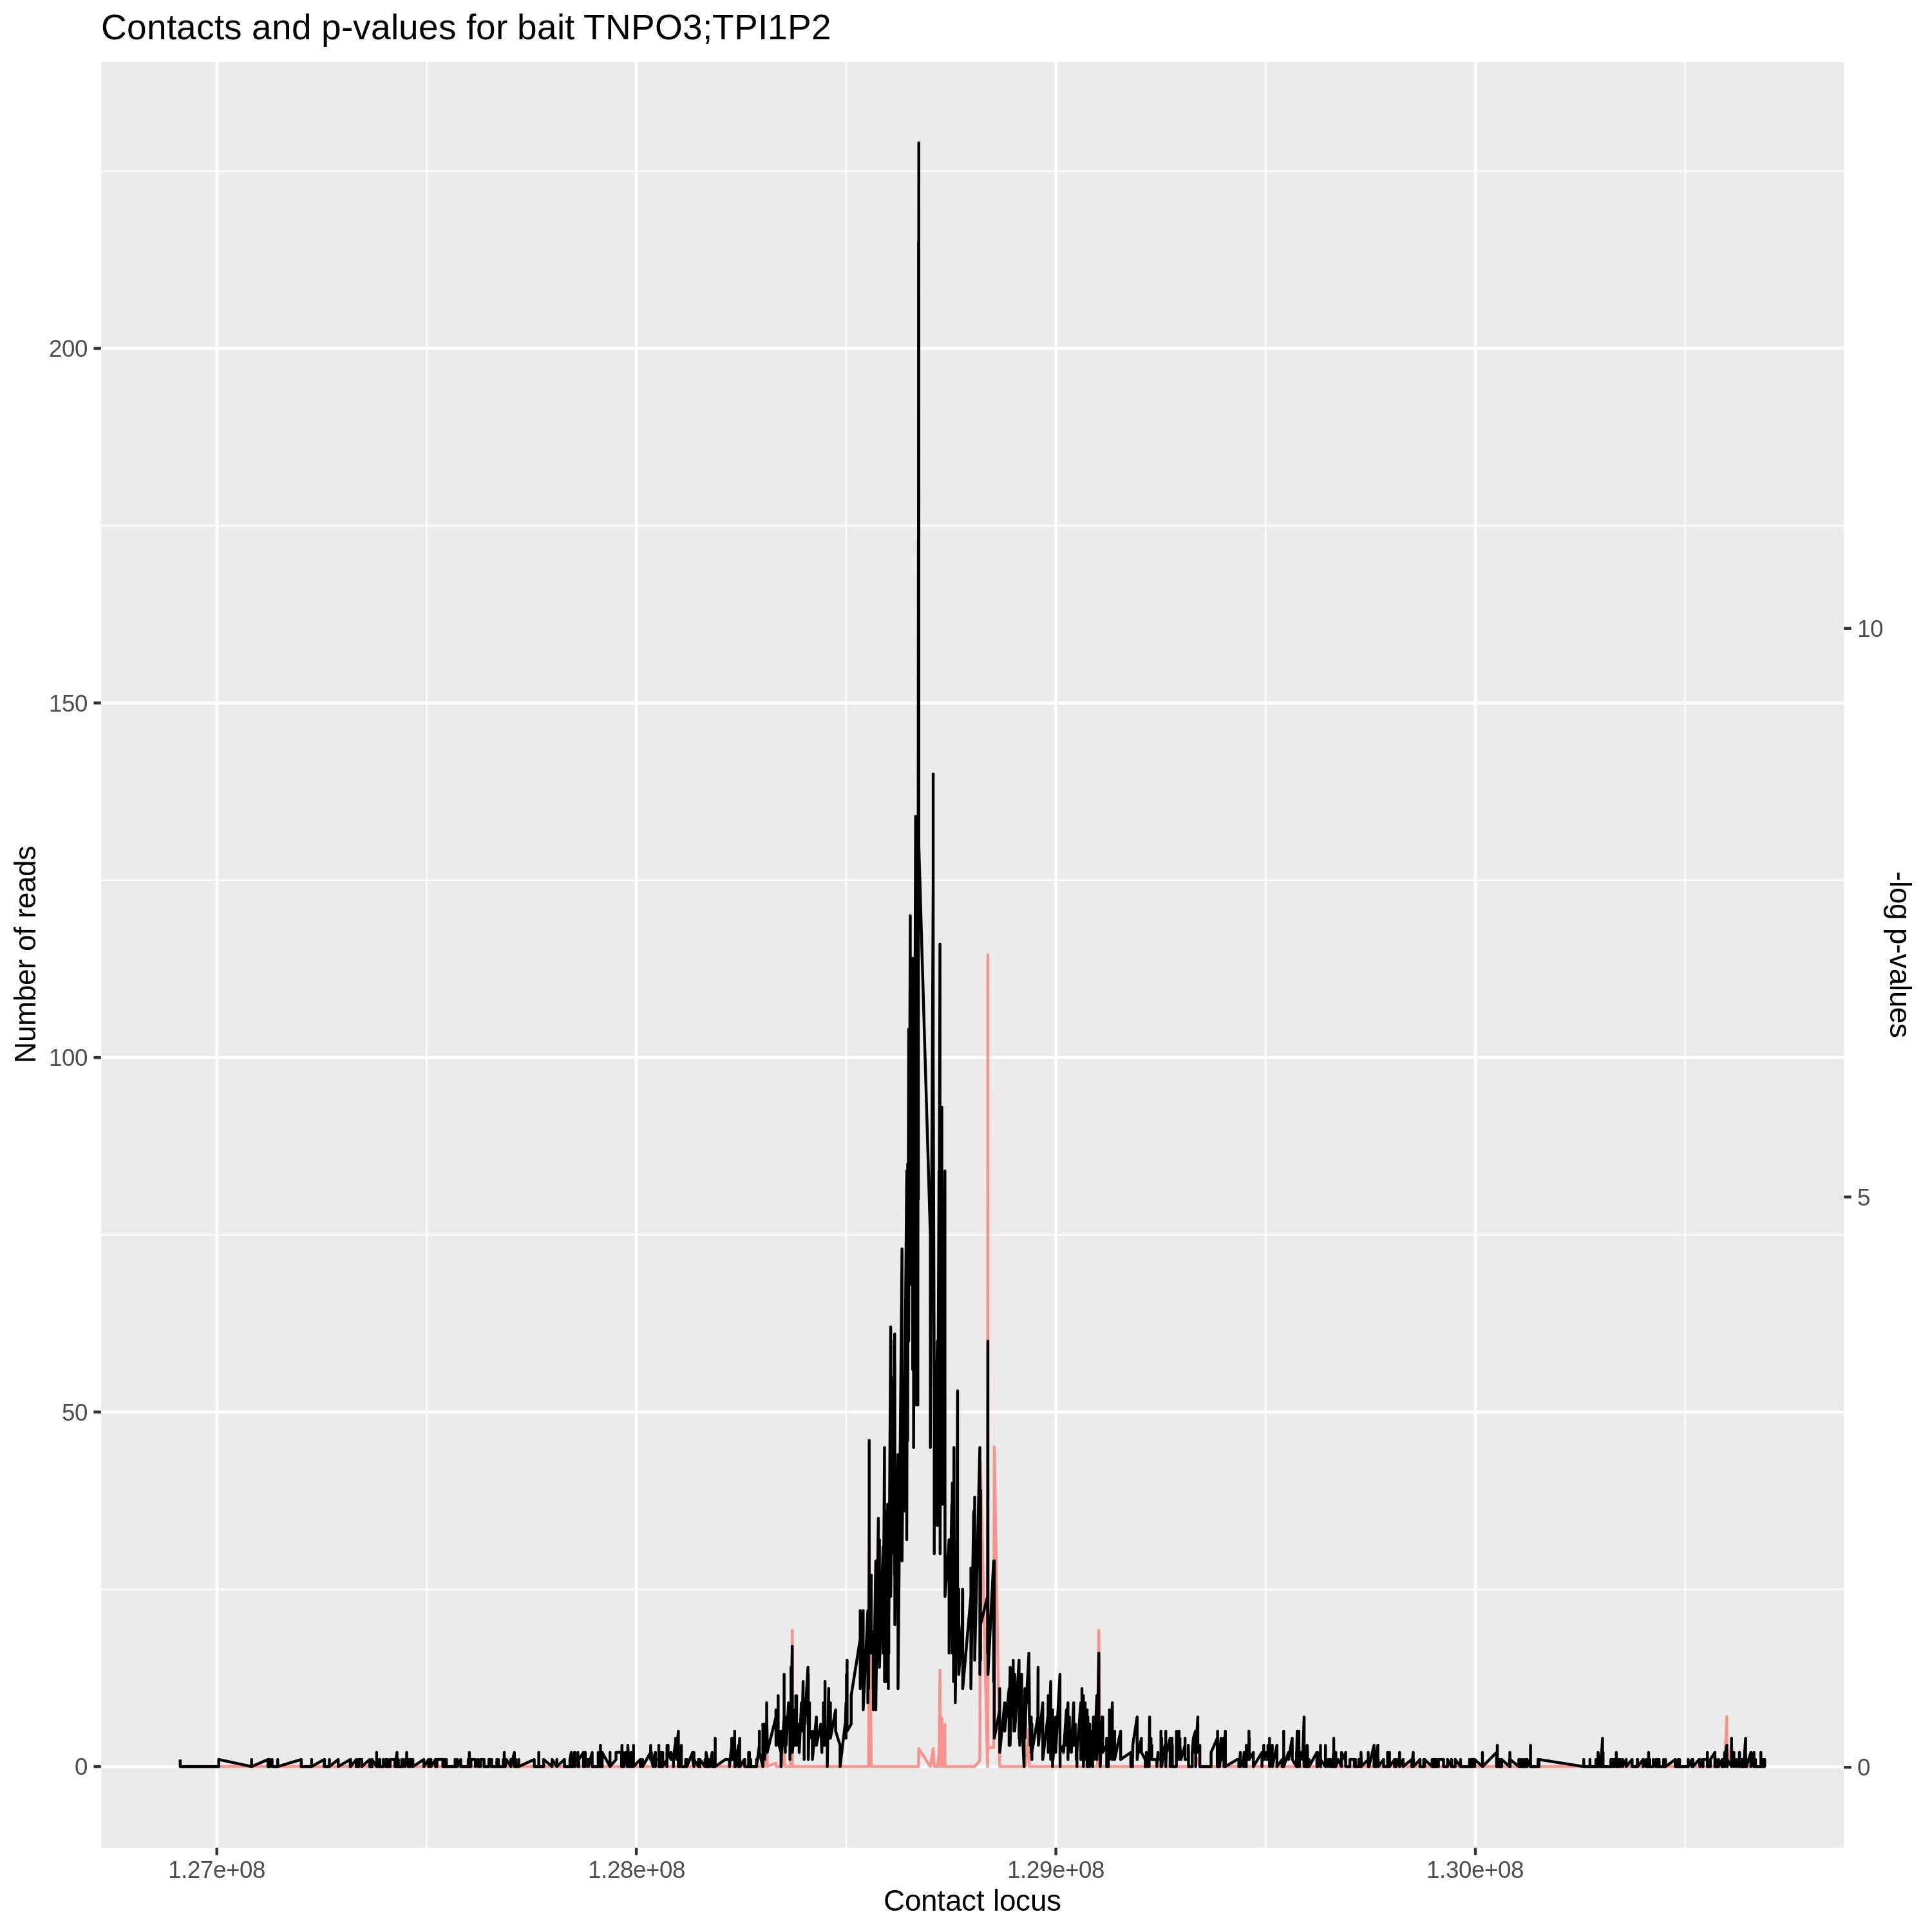 Contacts and p-values for bait TNPO3;TPI1P2
200
150
100
50
0
Number of reads
10
5
0
-log p-values
1.27e+08 1.28e+08 1.29e+08 1.30e+08
Contact locus